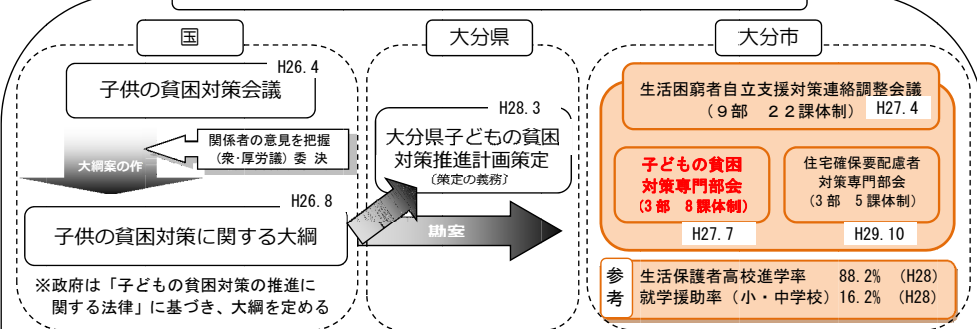 国
H26.4
子供の貧困対策会議
関係者の意見を把握
(衆・厚労議) 委 決
大綱案の作
H26.8
子供の貧困対策に関する大綱
※政府は「子どもの貧困対策の推進に
関する法律」に基づき、大綱を定める
大分県
H28.3
大分県子どもの貧困
対策推進計画策定
〔策定の義務〕
勘案
大分市
生活困窮者自立支援対策連絡調整会議
(9部 22課体制) H27.4
子どもの貧困
対策専門部会
(3部 8課体制)
H27.7
住宅確保要配慮者
対策専門部会
(3部 5課体制)
H29.10
参考
生活保護者高校進学率 88.2% (H28)
就学援助率(小・中学校) 16.2% (H28)